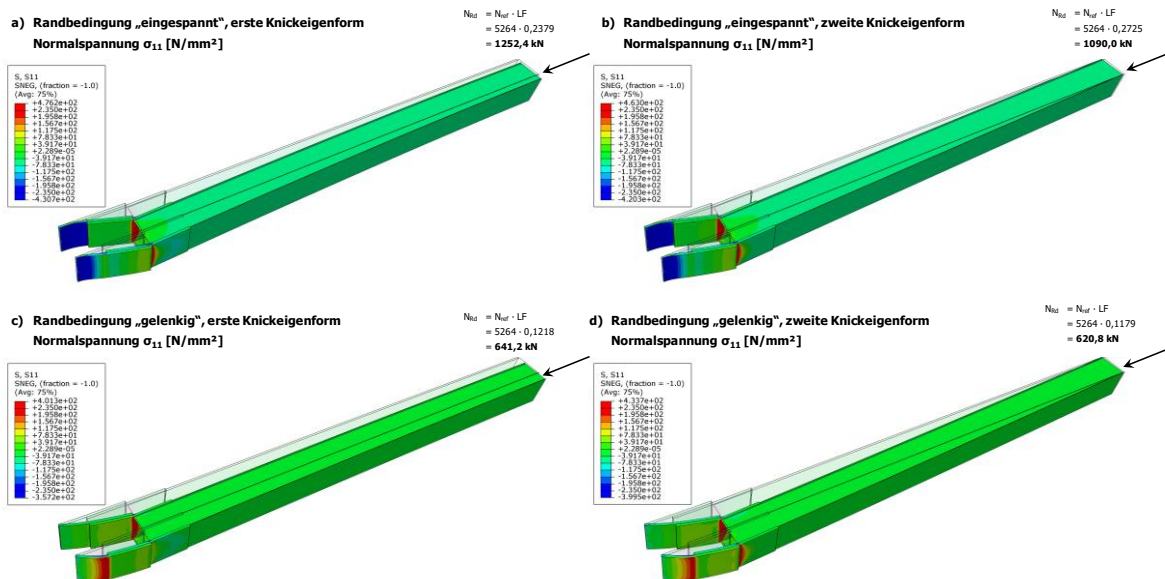 a) Randbedingung „eingespannt“, erste Knickeigenform
Normalspannung σ11 [N/mm²]
NRd = Nref · LF
= 5264 · 0,2379
= 1252,4 kN
S, S11
SNEG, (fraction = -1.0)
(Avg: 75%)
+4.762e+02
+2.350e+02
+1.958e+02
+1.567e+02
+1.175e+02
+7.833e+01
+3.917e+01
+2.289e-05
-3.917e+01
-7.833e+01
-1.175e+02
-1.567e+02
-1.958e+02
-2.350e+02
-4.307e+02
b) Randbedingung „eingespannt“, zweite Knickeigenform
Normalspannung σ11 [N/mm²]
NRd = Nref · LF
= 5264 · 0,2725
= 1090,0 kN
S, S11
SNEG, (fraction = -1.0)
(Avg: 75%)
+4.630e+02
+2.350e+02
+1.958e+02
+1.567e+02
+1.175e+02
+7.833e+01
+3.917e+01
+2.289e-05
-3.917e+01
-7.833e+01
-1.175e+02
-1.567e+02
-1.958e+02
-2.350e+02
-4.203e+02
c) Randbedingung „gelenkig“, erste Knickeigenform
Normalspannung σ11 [N/mm²]
NRd = Nref · LF
= 5264 · 0,1218
= 641,2 kN
S, S11
SNEG, (fraction = -1.0)
(Avg: 75%)
+4.013e+02
+2.350e+02
+1.958e+02
+1.567e+02
+1.175e+02
+7.833e+01
+3.917e+01
+2.289e-05
-3.917e+01
-7.833e+01
-1.175e+02
-1.567e+02
-1.958e+02
-2.350e+02
-3.572e+02
d) Randbedingung „gelenkig“, zweite Knickeigenform
Normalspannung σ11 [N/mm²]
NRd = Nref · LF
= 5264 · 0,1179
= 620,8 kN
S, S11
SNEG, (fraction = -1.0)
(Avg: 75%)
+4.337e+02
+2.350e+02
+1.958e+02
+1.567e+02
+1.175e+02
+7.833e+01
+3.917e+01
+2.289e-05
-3.917e+01
-7.833e+01
-1.175e+02
-1.567e+02
-1.958e+02
-2.350e+02
-3.995e+02